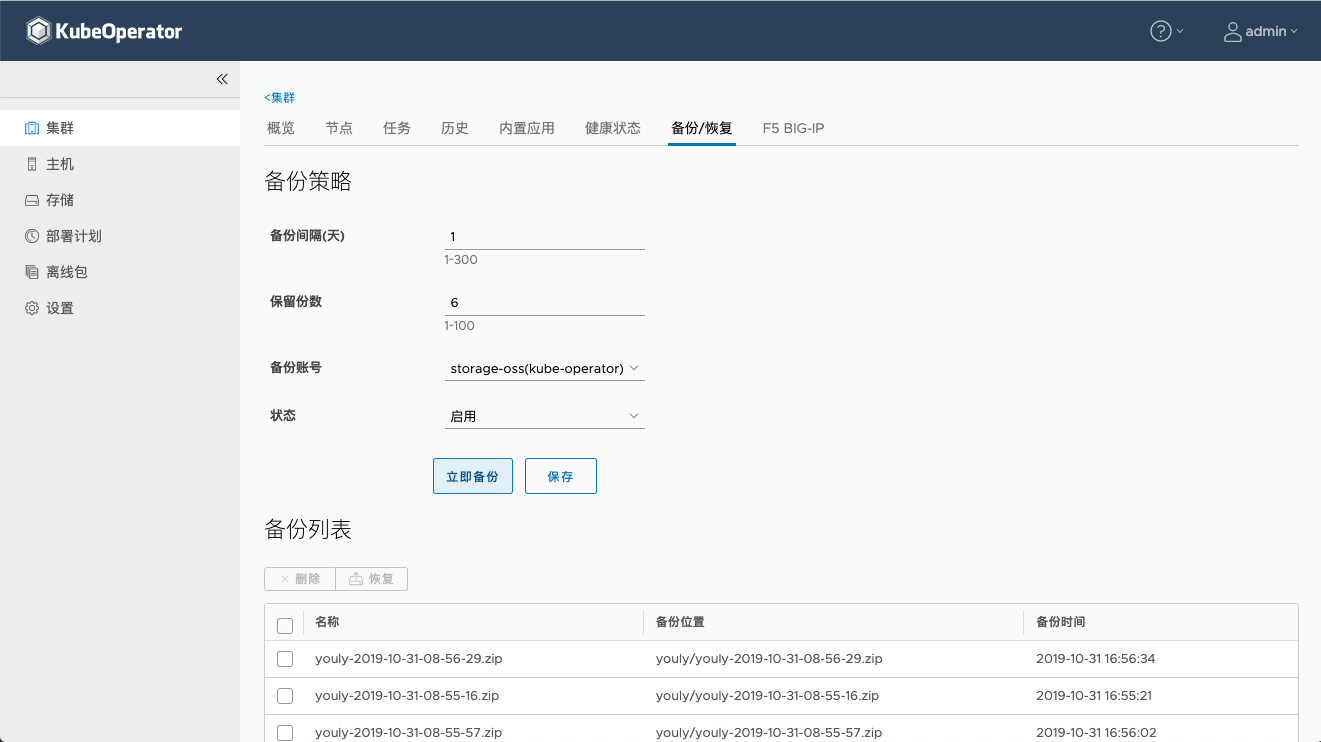 KubeOperator
admin
<集群
集群
主机
存储
部署计划
离线包
设置
概览 节点 任务 历史 内置应用 健康状态 备份/恢复 F5 BIG-IP
备份策略
备份间隔(天) 1
1-300
保留份数 6
1-100
备份账号 storage-oss(kube-operator)
状态 启用
立即备份 保存
备份列表
删除 恢复
名称 备份位置 备份时间
youly-2019-10-31-08-56-29.zip youly/youly-2019-10-31-08-56-29.zip 2019-10-31 16:56:34
youly-2019-10-31-08-55-16.zip youly/youly-2019-10-31-08-55-16.zip 2019-10-31 16:55:21
youly-2019-10-31-08-55-57.zip youly/youly-2019-10-31-08-55-57.zip 2019-10-31 16:56:02